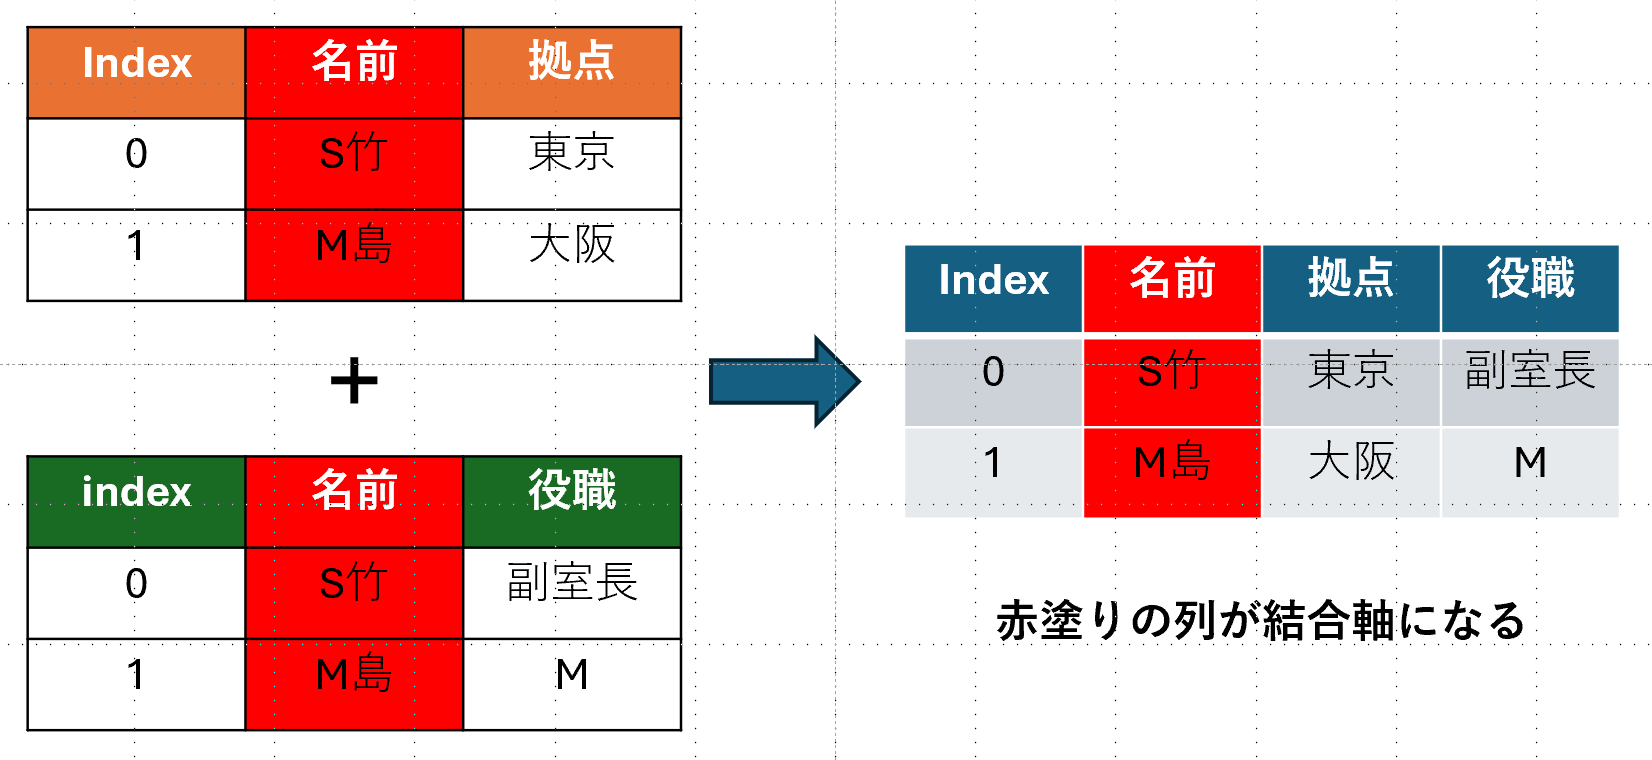 Index 名前 拠点
0 S竹 東京
1 M島 大阪
+
index 名前 役職
0 S竹 副室長
1 M島 M
Index 名前 拠点 役職
0 S竹 東京 副室長
1 M島 大阪 M
赤塗りの列が結合軸になる